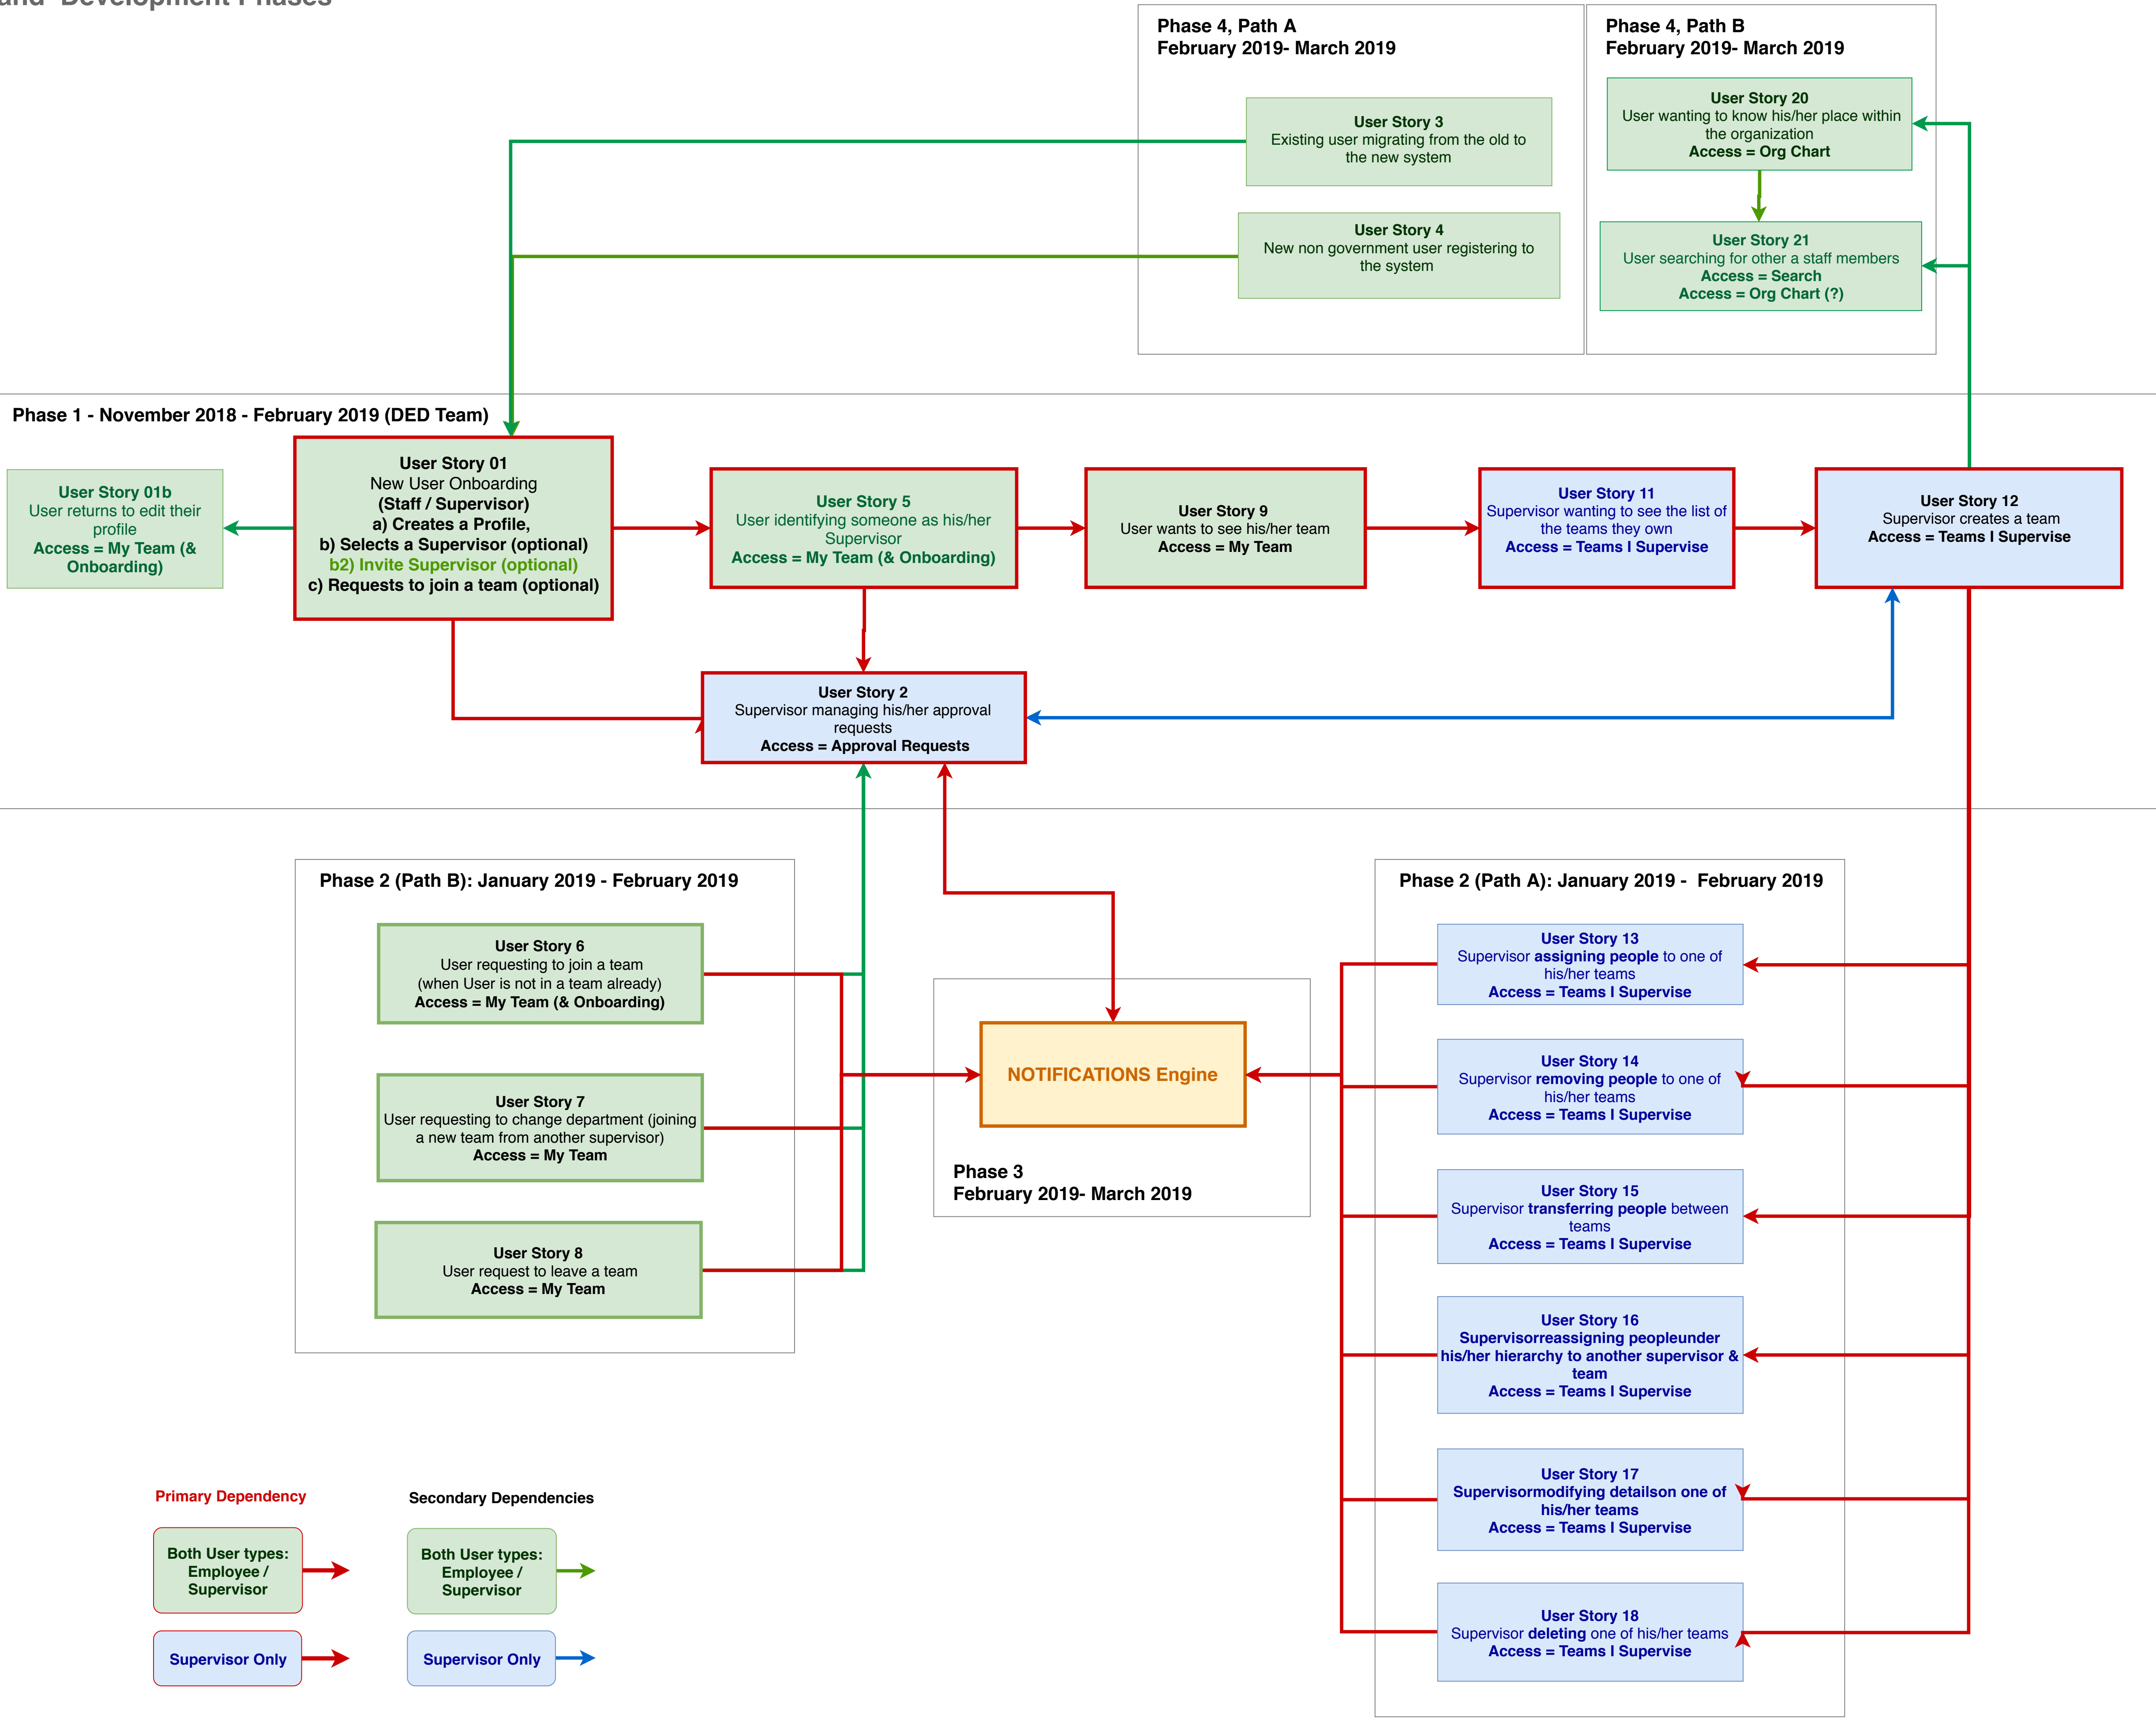 and Development Phases
Phase 4, Path A
February 2019- March 2019
User Story 3
Existing user migrating from the old to
the new system
User Story 4
New non government user registering to
the system
Phase 4, Path B
February 2019- March 2019
User Story 20
User wanting to know his/her place within
the organization
Access = Org Chart
User Story 21
User searching for other a staff members
Access = Search
Access = Org Chart (?)
Phase 1 - November 2018 - February 2019 (DED Team)
User Story 01b
User returns to edit their
profile
Access = My Team (&
Onboarding)
User Story 01
New User Onboarding
(Staff / Supervisor)
a) Creates a Profile,
b) Selects a Supervisor (optional)
b2) Invite Supervisor (optional)
c) Requests to join a team (optional)
User Story 5
User identifying someone as his/her
Supervisor
Access = My Team (& Onboarding)
User Story 9
User wants to see his/her team
Access = My Team
User Story 11
Supervisor wanting to see the list of
the teams they own
Access = Teams I Supervise
User Story 12
Supervisor creates a team
Access = Teams I Supervise
User Story 2
Supervisor managing his/her approval
requests
Access = Approval Requests
Phase 2 (Path B): January 2019 - February 2019
User Story 6
User requesting to join a team
(when User is not in a team already)
Access = My Team (& Onboarding)
User Story 7
User requesting to change department (joining
a new team from another supervisor)
Access = My Team
User Story 8
User request to leave a team
Access = My Team
NOTIFICATIONS Engine
Phase 3
February 2019- March 2019
Phase 2 (Path A): January 2019 - February 2019
User Story 13
Supervisor assigning people to one of
his/her teams
Access = Teams I Supervise
User Story 14
Supervisor removing people to one of
his/her teams
Access = Teams I Supervise
User Story 15
Supervisor transferring people between
teams
Access = Teams I Supervise
User Story 16
Supervisorreassigning peopleunder
his/her hierarchy to another supervisor &
team
Access = Teams I Supervise
User Story 17
Supervisormodifying detailson one of
his/her teams
Access = Teams I Supervise
User Story 18
Supervisor deleting one of his/her teams
Access = Teams I Supervise
Primary Dependency
Both User types:
Employee /
Supervisor
Supervisor Only
Secondary Dependencies
Both User types:
Employee /
Supervisor
Supervisor Only